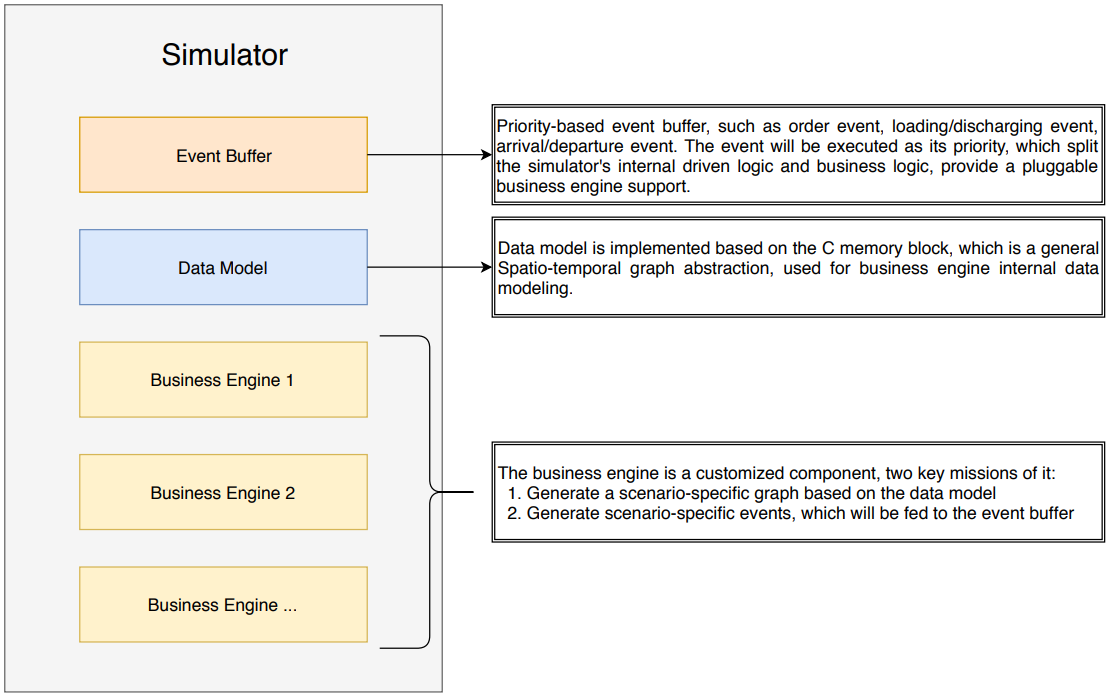 Simulator
Event Buffer
Priority-based event buffer, such as order event, loading/discharging event,
arrival/departure event. The event will be executed as its priority, which split
the simulator's internal driven logic and business logic, provide a pluggable
business engine support.
Data Model
Data model is implemented based on the C memory block, which is a general
Spatio-temporal graph abstraction, used for business engine internal data
modeling.
Business Engine 1
Business Engine 2
Business Engine ...
The business engine is a customized component, two key missions of it:
1. Generate a scenario-specific graph based on the data model
2. Generate scenario-specific events, which will be fed to the event buffer